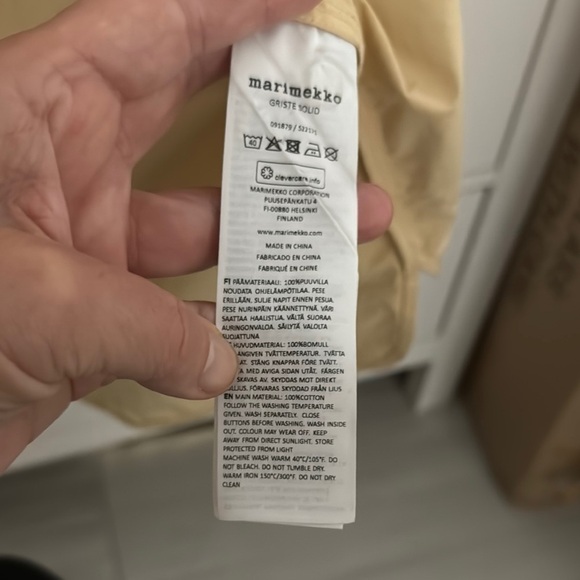 marimekko
GRISTE SOLID
091879 /
40
clevercare.info
MARIMEKKO CORPORATION
PUUSEPÄNKATU 4
FI-00880 HELSINKI
FINLAND
www.marimekko.com
MADE IN CHINA
FABRICADO EN CHINA
FABRIQUÉ EN CHINE
FI PÄÄMATERIAALI: 100%PUUVILLA
NOUDATA OHJELÄMPÖTILAA. PESE
ERILLÄÄN. SULJE NAPIT ENNEN PESUA.
PESE NURINPÄIN KÄÄNNETTYNÄ. VÄRI
SAATTAA HAALISTUA. VÄLTÄ SUORAA
AURINGONVALOA. SÄILYTÄ VALOLTA
SUOJATTUNA
HUVUDMATERIAL: 100%BOMULL
ANGIVEN TVÄTTEMPERATUR. TVÄTTA
AT. STÄNG KNAPPAR FÖRE TVÄTT.
A MED AVIGA SIDAN UTÅT. FÄRGEN
SKAVAS AV. SKYDDAS MOT DIREKT
LJUS. FÖRVARAS SKYDDAD FRÅN LJUS
EN MAIN MATERIAL: 100%COTTON
FOLLOW THE WASHING TEMPERATURE
GIVEN. WASH SEPARATELY. CLOSE
BUTTONS BEFORE WASHING. WASH INSIDE
OUT. COLOUR MAY WEAR OFF. KEEP
AWAY FROM DIRECT SUNLIGHT. STORE
PROTECTED FROM LIGHT
MACHINE WASH WARM 40°C/105°F. DO
NOT BLEACH. DO NOT TUMBLE DRY.
WARM IRON 150°C/300°F. DO NOT DRY
CLEAN